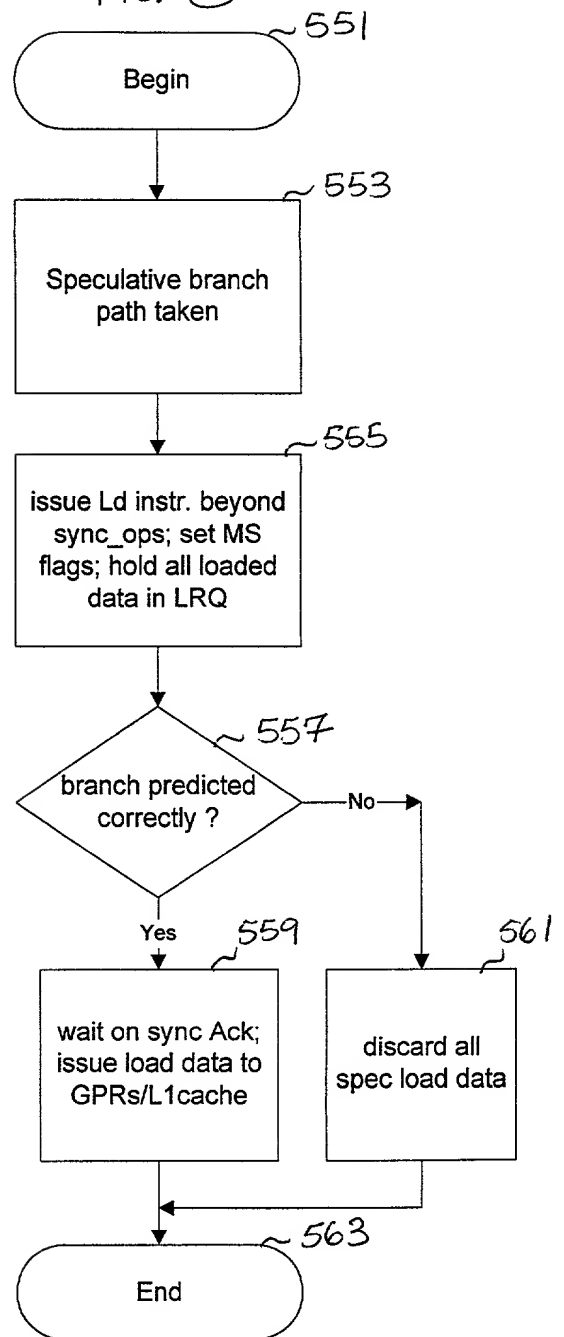 551
Begin
553
Speculative branch
path taken
555
issue Ld instr. beyond
sync_ops; set MS
flags; hold all loaded
data in LRQ
557
branch predicted
correctly ?
No
Yes
559
561
wait on sync Ack;
issue load data to
GPRs/L1cache
discard all
spec load data
563
End